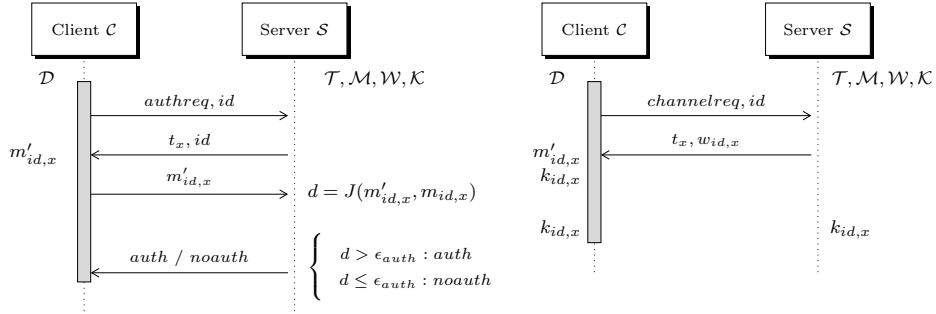 Client 𝒞
Server 𝒮
𝒟
𝒯, ℳ, 𝒲, 𝒦
authreq, id
t_x, id
m′_{id,x}
m′_{id,x}
d = J(m′_{id,x}, m_{id,x})
auth / noauth
d > ϵ_{auth} : auth
d ≤ ϵ_{auth} : noauth
Client 𝒞
Server 𝒮
𝒟
𝒯, ℳ, 𝒲, 𝒦
channelreq, id
t_x, w_{id,x}
m′_{id,x}
k_{id,x}
k_{id,x}
k_{id,x}